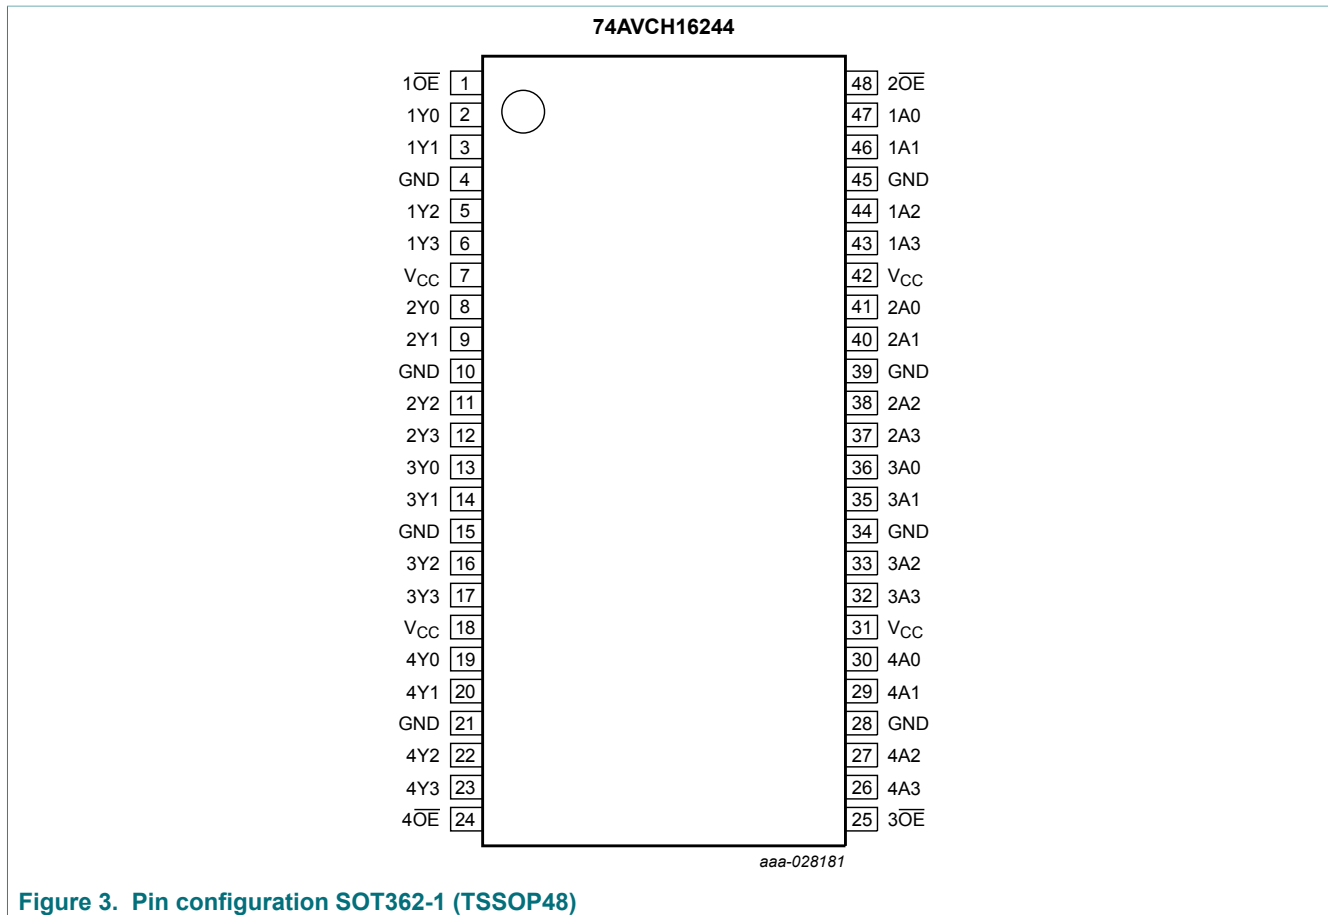 74AVCH16244
1O̅E̅ 1 48 2O̅E̅
1Y0 2 47 1A0
1Y1 3 46 1A1
GND 4 45 GND
1Y2 5 44 1A2
1Y3 6 43 1A3
VCC 7 42 VCC
2Y0 8 41 2A0
2Y1 9 40 2A1
GND 10 39 GND
2Y2 11 38 2A2
2Y3 12 37 2A3
3Y0 13 36 3A0
3Y1 14 35 3A1
GND 15 34 GND
3Y2 16 33 3A2
3Y3 17 32 3A3
VCC 18 31 VCC
4Y0 19 30 4A0
4Y1 20 29 4A1
GND 21 28 GND
4Y2 22 27 4A2
4Y3 23 26 4A3
4O̅E̅ 24 25 3O̅E̅
aaa-028181
Figure 3. Pin configuration SOT362-1 (TSSOP48)